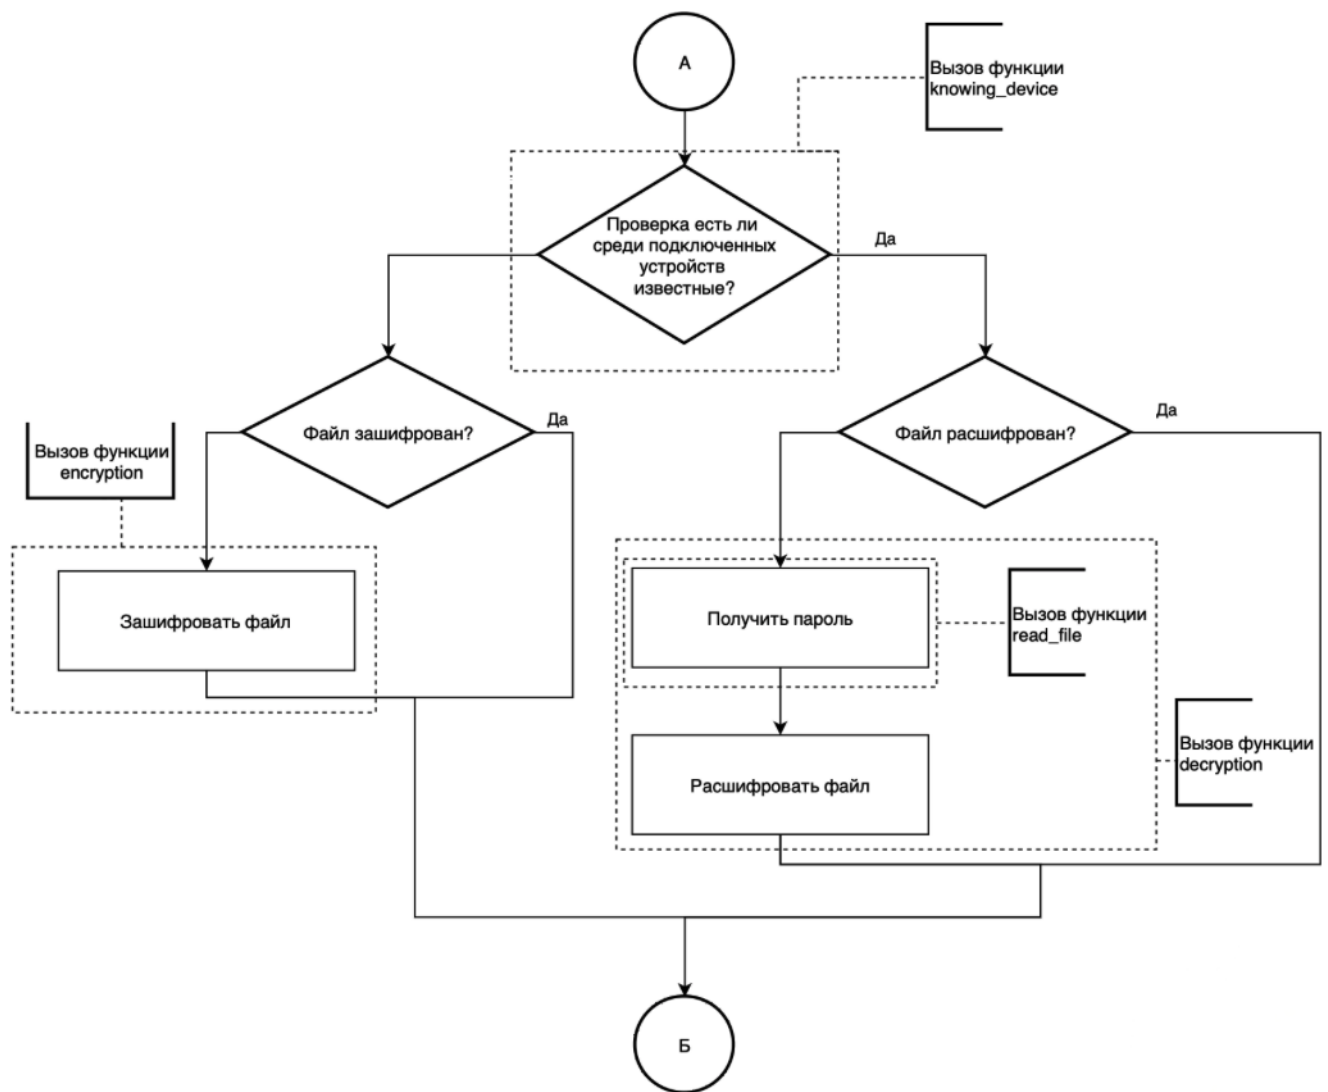 А
Вызов функции
knowing_device
Проверка есть ли
среди подключенных
устройств
известные?
Да
Файл зашифрован?
Да
Файл расшифрован?
Да
Вызов функции
encryption
Зашифровать файл
Получить пароль
Вызов функции
read_file
Расшифровать файл
Вызов функции
decryption
Б